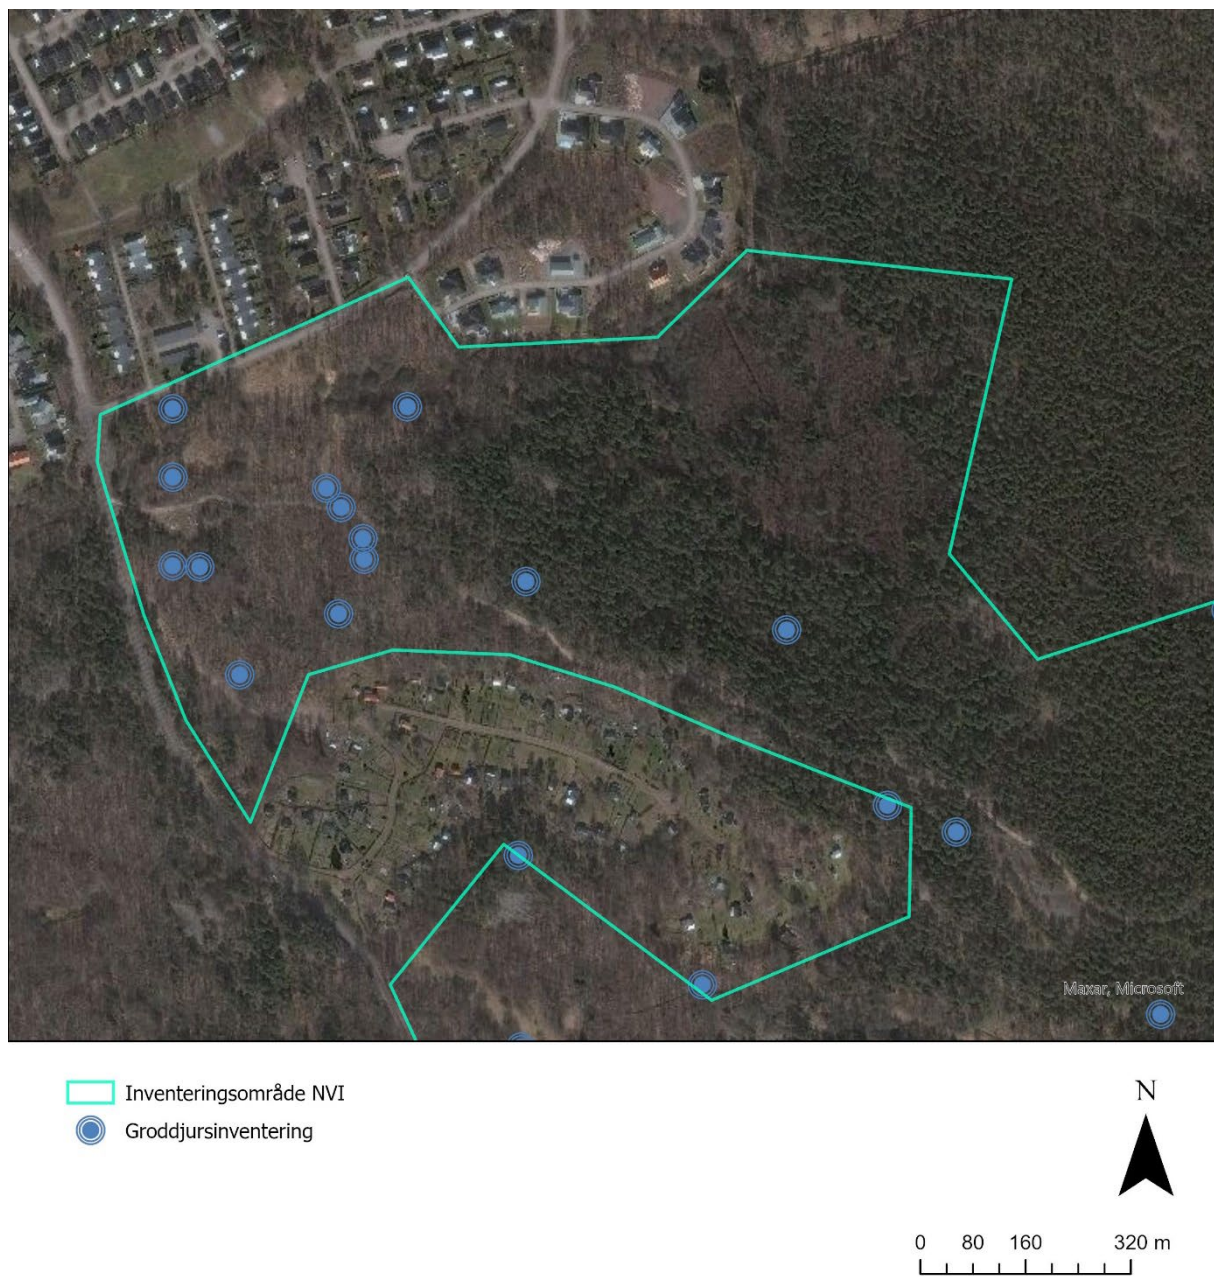 Maxar, Microsoft
Inventeringsområde NVI
Groddjursinventering
N
0 80 160 320 m